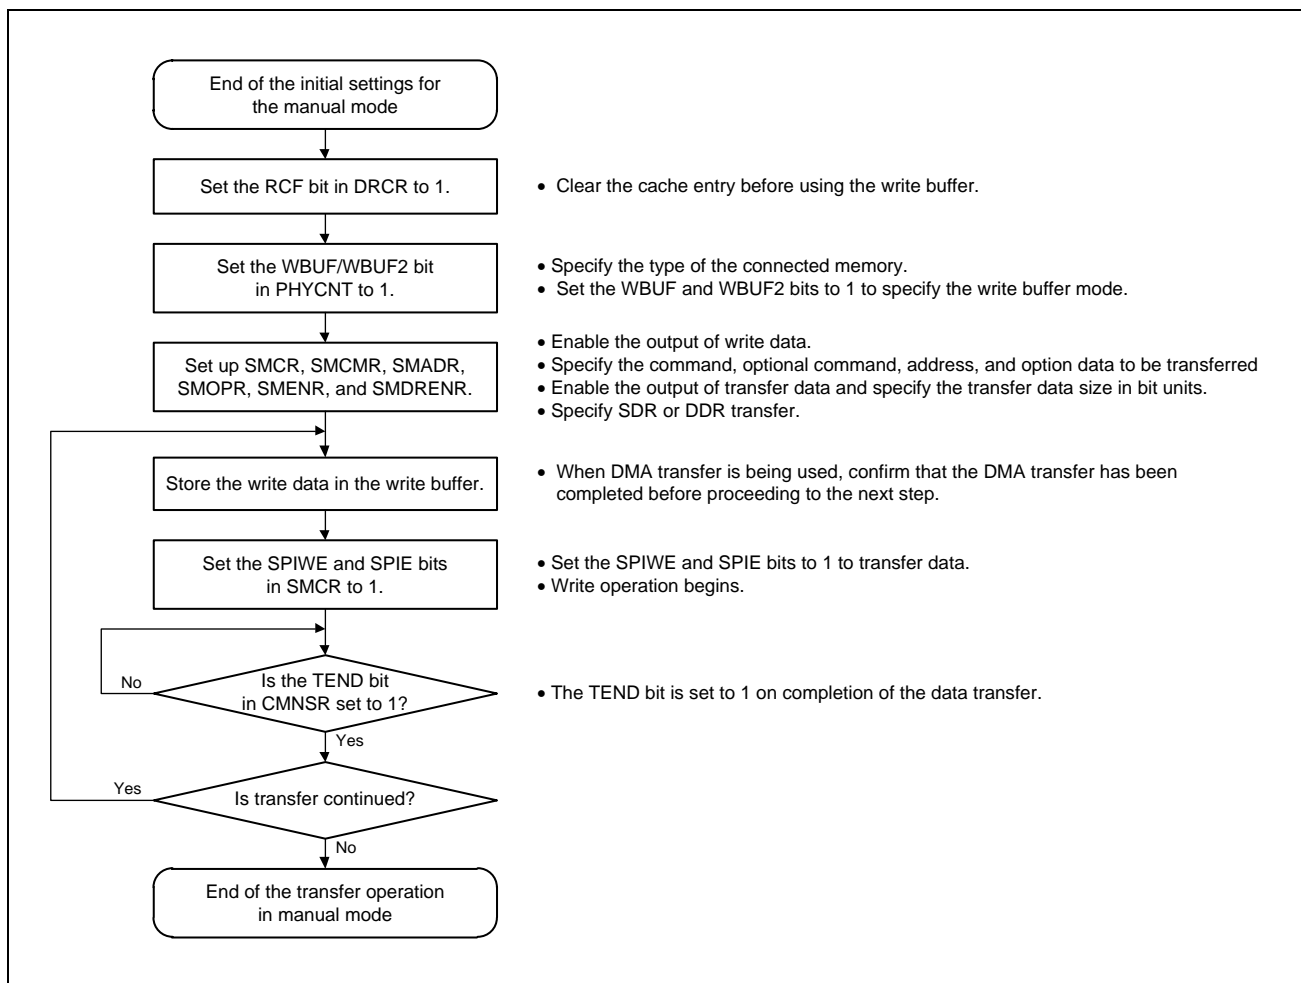 End of the initial settings for
the manual mode
Set the RCF bit in DRCR to 1.
• Clear the cache entry before using the write buffer.
Set the WBUF/WBUF2 bit
in PHYCNT to 1.
• Specify the type of the connected memory.
• Set the WBUF and WBUF2 bits to 1 to specify the write buffer mode.
Set up SMCR, SMCMR, SMADR,
SMOPR, SMENR, and SMDRENR.
• Enable the output of write data.
• Specify the command, optional command, address, and option data to be transferred
• Enable the output of transfer data and specify the transfer data size in bit units.
• Specify SDR or DDR transfer.
Store the write data in the write buffer.
• When DMA transfer is being used, confirm that the DMA transfer has been
completed before proceeding to the next step.
Set the SPIWE and SPIE bits
in SMCR to 1.
• Set the SPIWE and SPIE bits to 1 to transfer data.
• Write operation begins.
No
Is the TEND bit
in CMNSR set to 1?
• The TEND bit is set to 1 on completion of the data transfer.
Yes
Yes
Is transfer continued?
No
End of the transfer operation
in manual mode